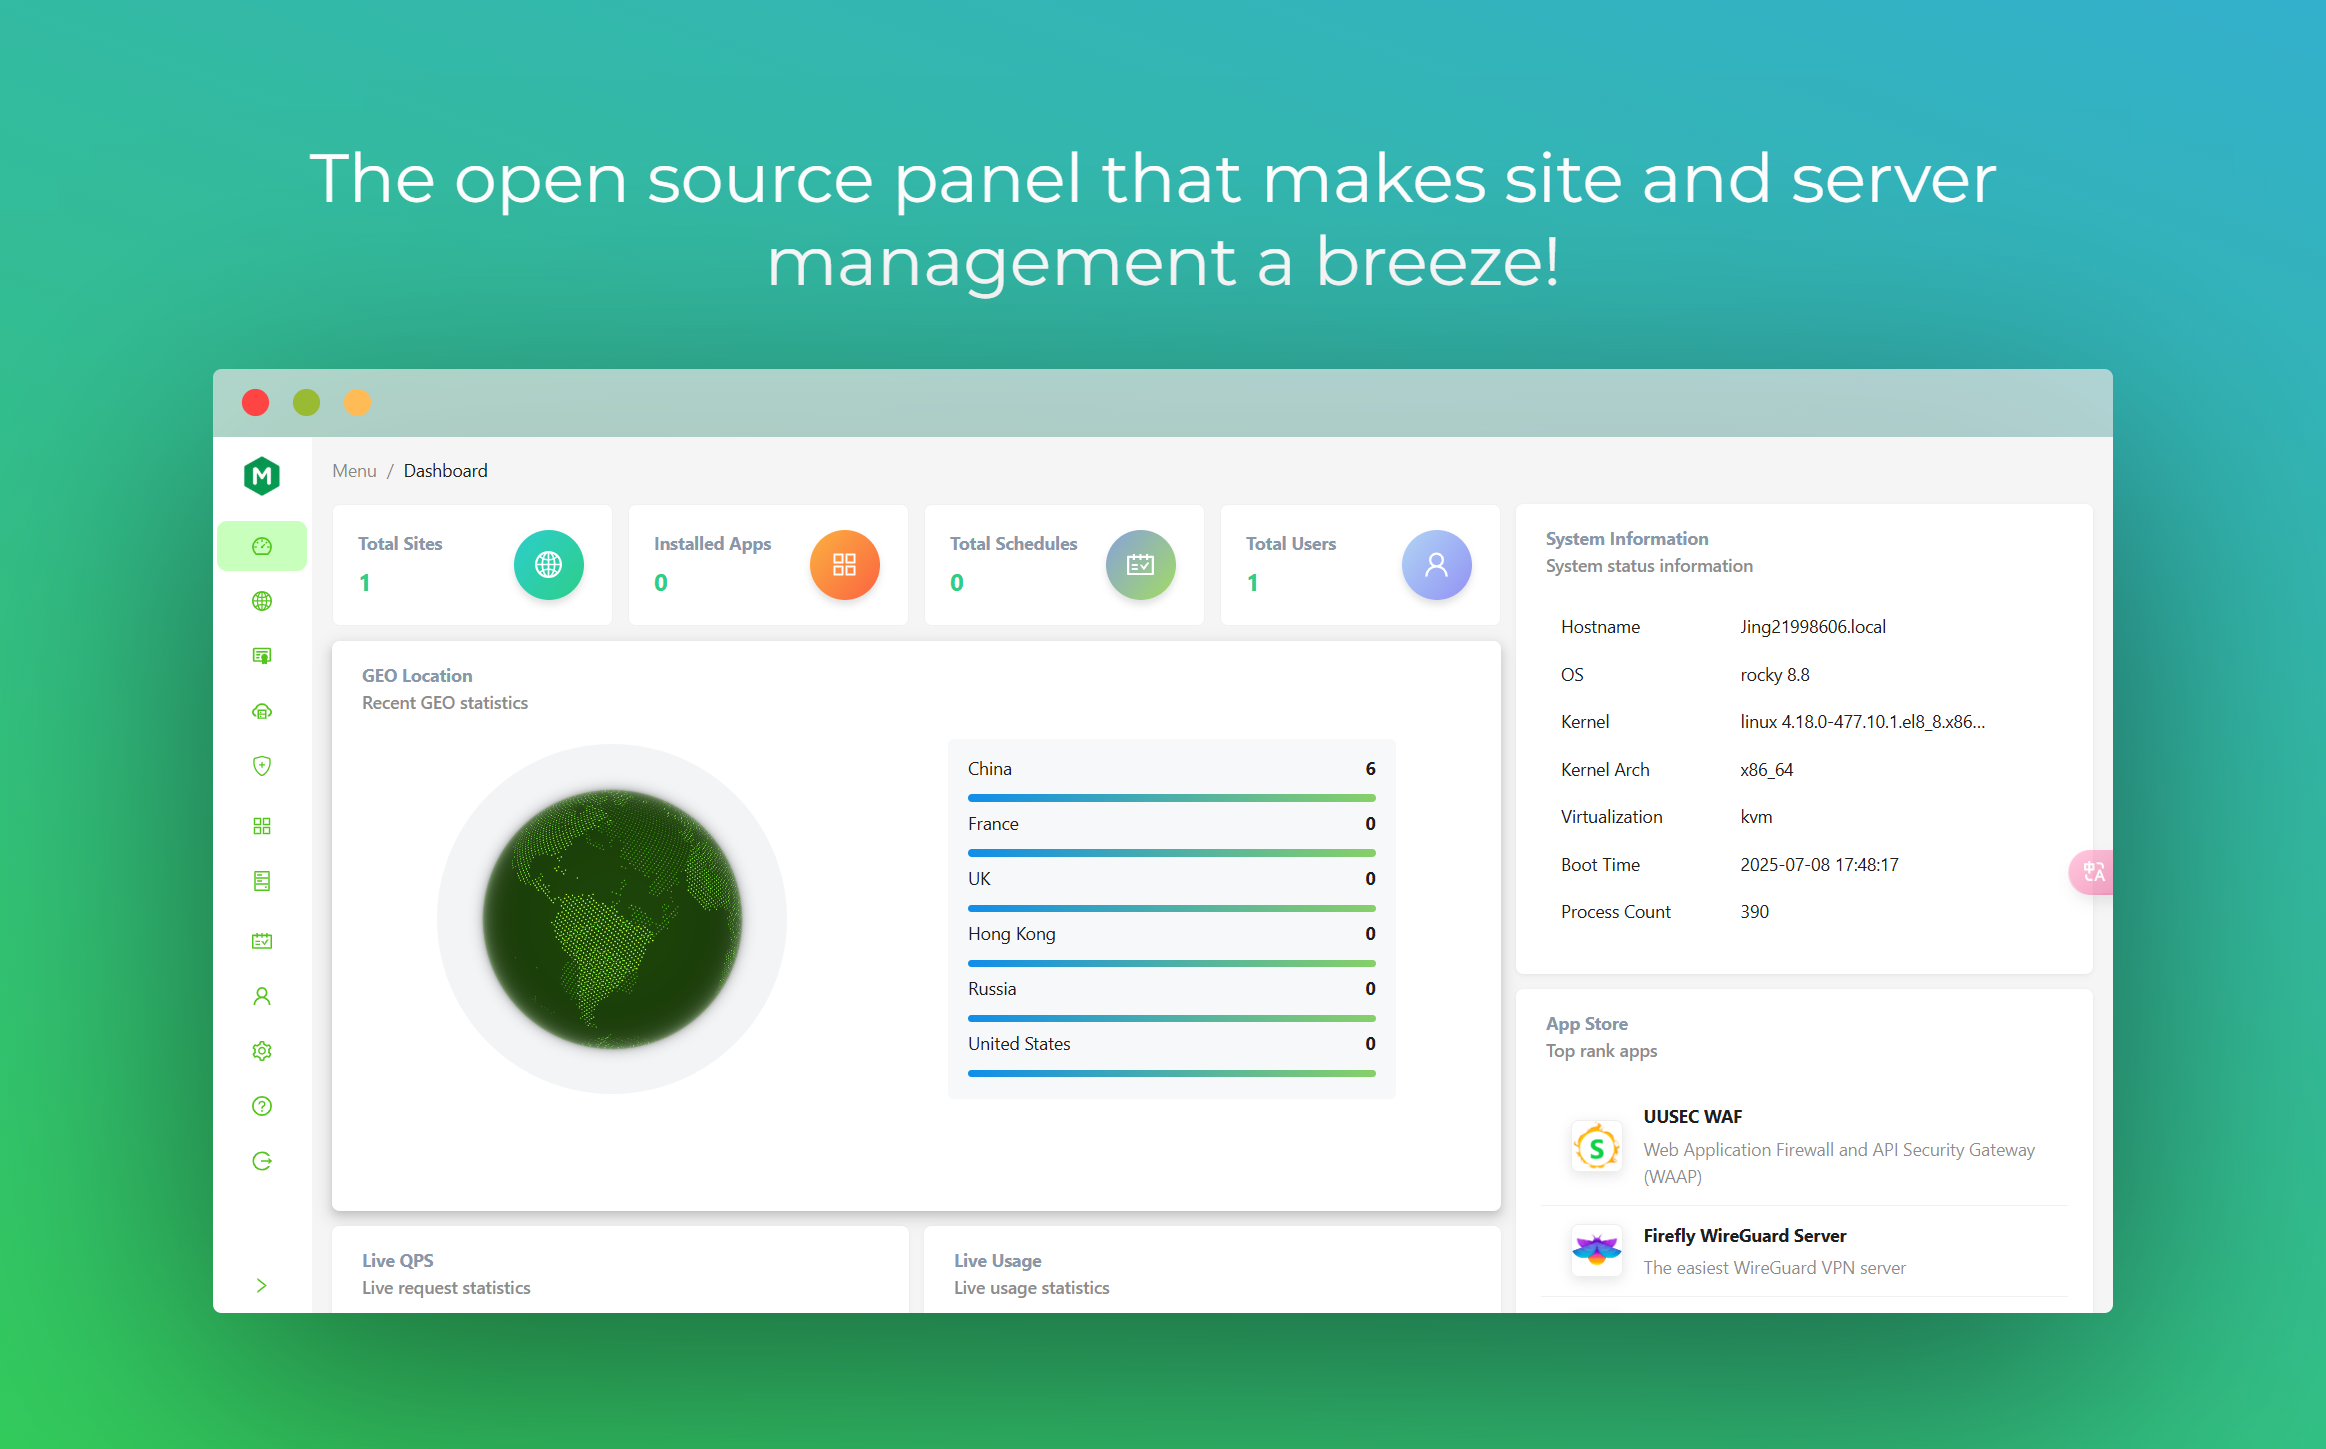 The open source panel that makes site and server
management a breeze!
M
Menu / Dashboard
Total Sites
1
Installed Apps
0
Total Schedules
0
Total Users
1
GEO Location
Recent GEO statistics
China 6
France 0
UK 0
Hong Kong 0
Russia 0
United States 0
Live QPS
Live request statistics
Live Usage
Live usage statistics
System Information
System status information
Hostname Jing21998606.local
OS rocky 8.8
Kernel linux 4.18.0-477.10.1.el8_8.x86...
Kernel Arch x86_64
Virtualization kvm
Boot Time 2025-07-08 17:48:17
Process Count 390
中A
App Store
Top rank apps
S
UUSEC WAF
Web Application Firewall and API Security Gateway
(WAAP)
Firefly WireGuard Server
The easiest WireGuard VPN server